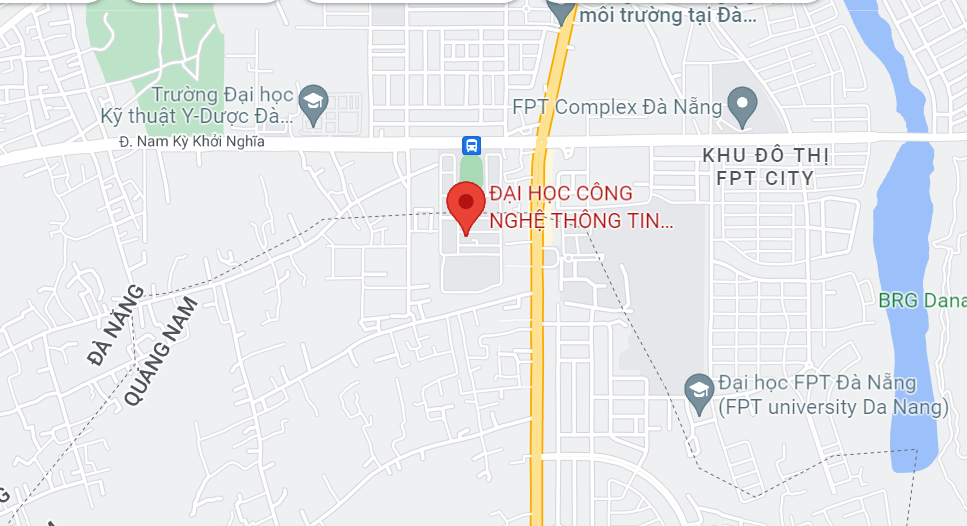 môi trường tại Đà...
Trường Đại học
Kỹ thuật Y-Dược Đà...
FPT Complex Đà Nẵng
Đ. Nam Kỳ Khởi Nghĩa
KHU ĐÔ THỊ
FPT CITY
ĐẠI HỌC CÔNG
NGHỆ THÔNG TIN...
ĐÀ NẴNG
QUẢNG NAM
BRG Dana
Đại học FPT Đà Nẵng
(FPT university Da Nang)